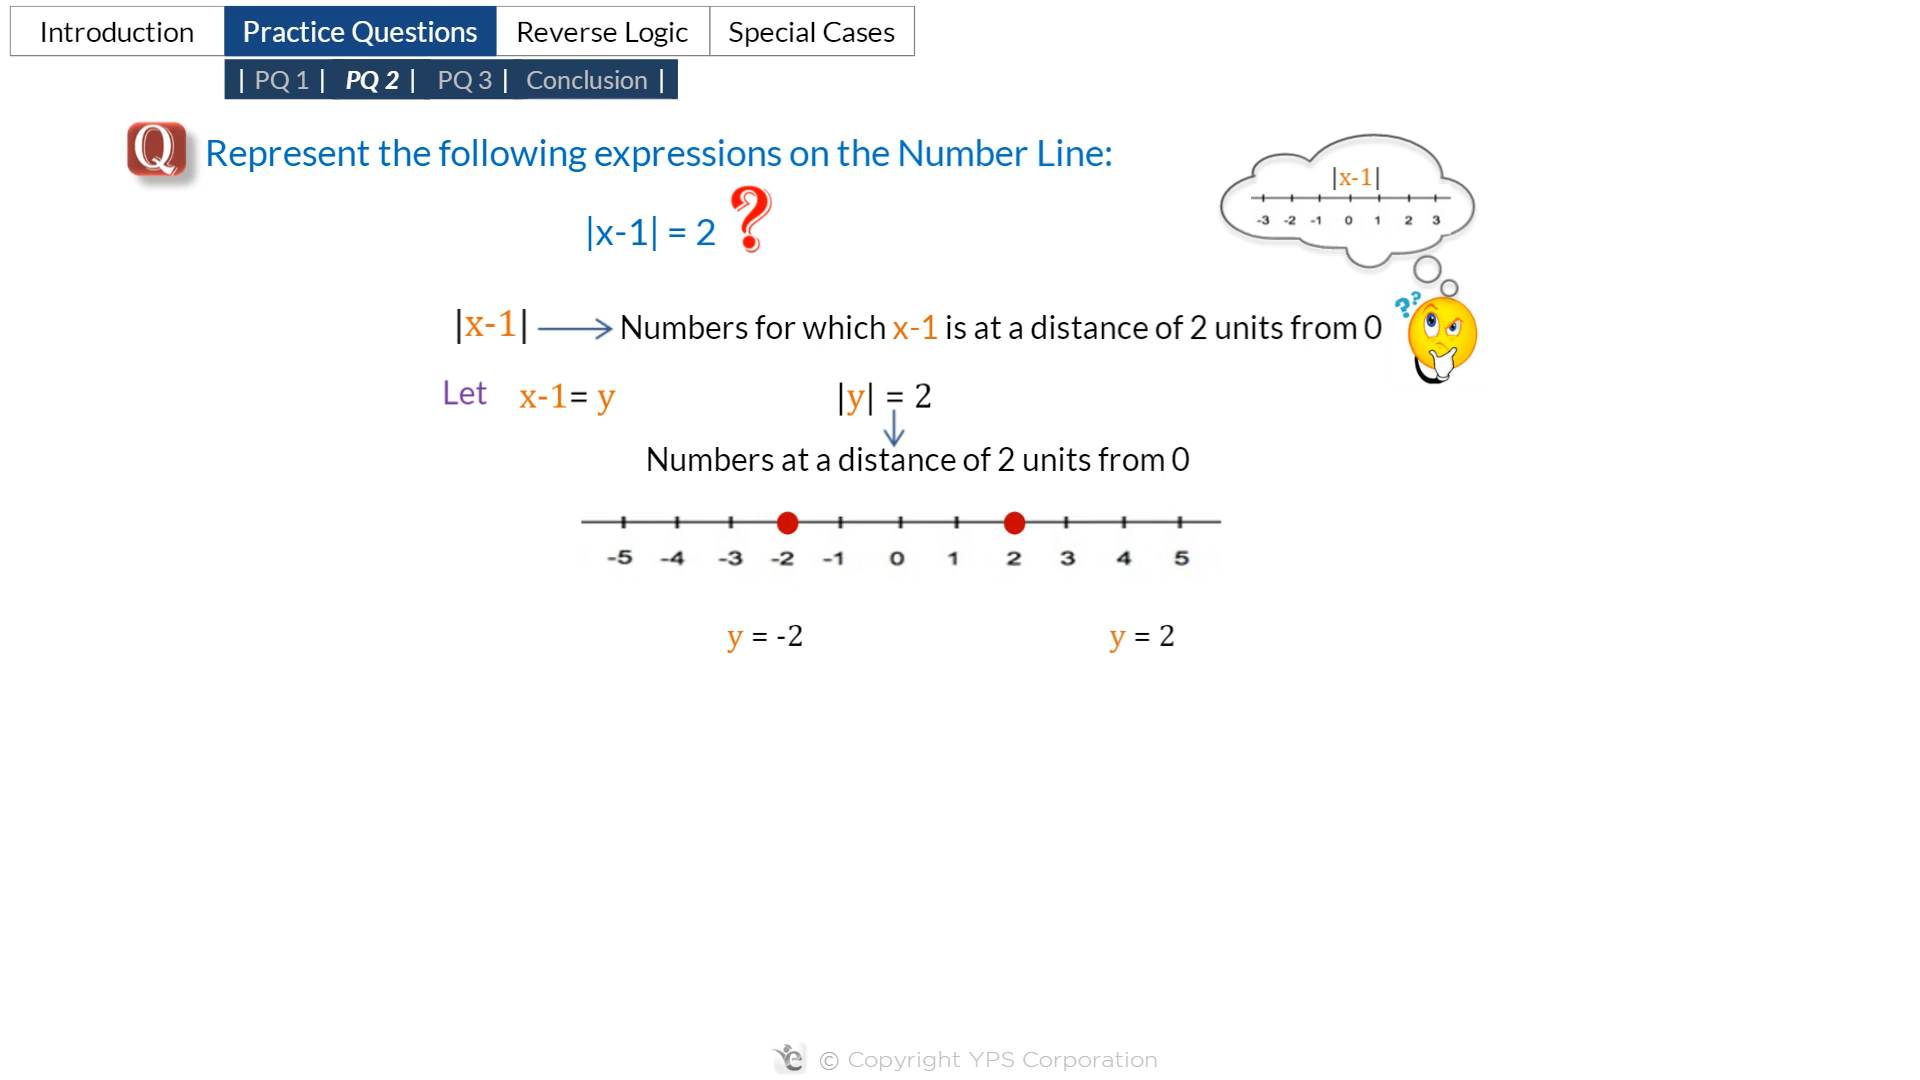 Introduction Practice Questions Reverse Logic Special Cases
| PQ 1 | PQ 2 | PQ 3 | Conclusion |
Q Represent the following expressions on the Number Line:
|x-1| = 2 ?
|x-1|
-3 -2 -1 0 1 2 3
? ?
|x-1| → Numbers for which x-1 is at a distance of 2 units from 0
Let x-1= y |y| = 2
Numbers at a distance of 2 units from 0
-5 -4 -3 -2 -1 0 1 2 3 4 5
y = -2 y = 2
e © Copyright YPS Corporation